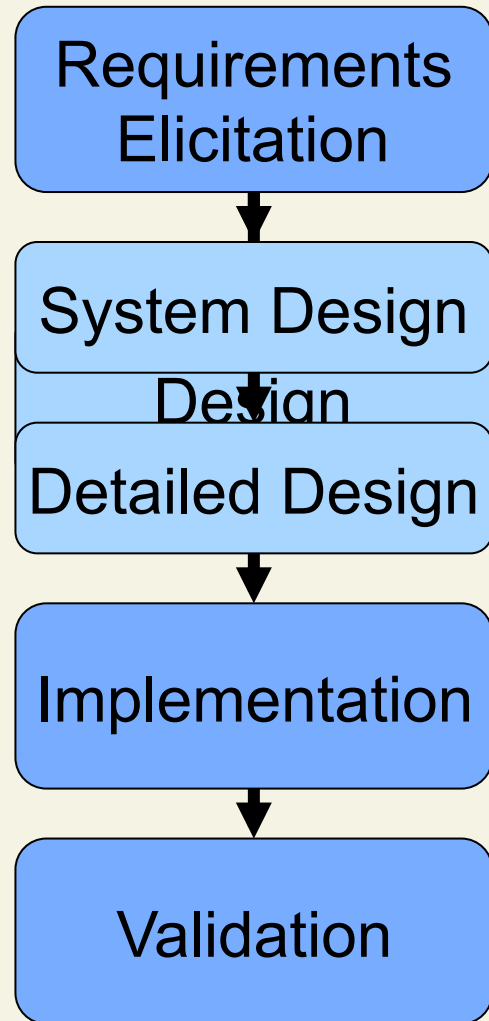 Requirements
Elicitation
System Design
Design
Detailed Design
Implementation
Validation